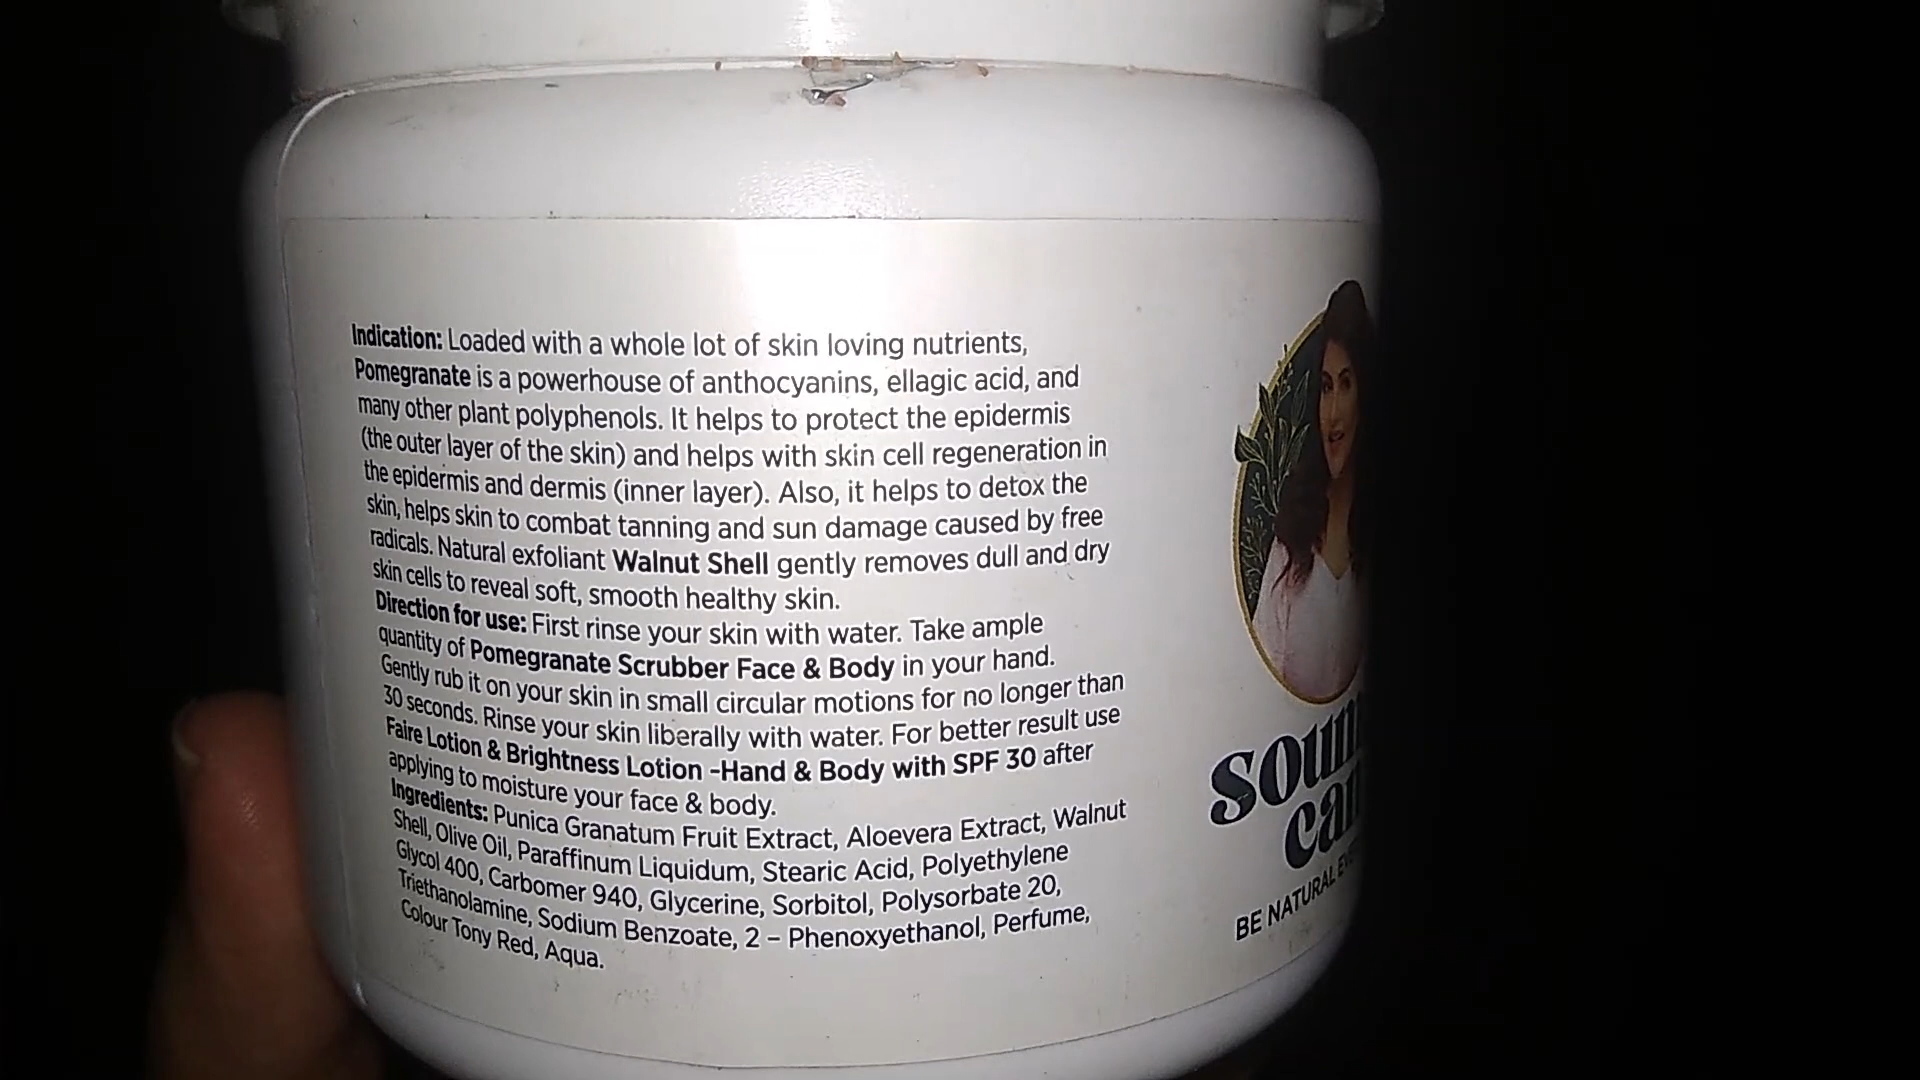 Indication: Loaded with a whole lot of skin loving nutrients,
Pomegranate is a powerhouse of anthocyanins, ellagic acid, and
many other plant polyphenols. It helps to protect the epidermis
(the outer layer of the skin) and helps with skin cell regeneration in
the epidermis and dermis (inner layer). Also, it helps to detox the
skin, helps skin to combat tanning and sun damage caused by free
radicals. Natural exfoliant Walnut Shell gently removes dull and dry
skin cells to reveal soft, smooth healthy skin.
Direction for use: First rinse your skin with water. Take ample
quantity of Pomegranate Scrubber Face & Body in your hand.
Gently rub it on your skin in small circular motions for no longer than
30 seconds. Rinse your skin liberally with water. For better result use
Faire Lotion & Brightness Lotion -Hand & Body with SPF 30 after
applying to moisture your face & body.
Ingredients: Punica Granatum Fruit Extract, Aloevera Extract, Walnut
Shell, Olive Oil, Paraffinum Liquidum, Stearic Acid, Polyethylene
Glycol 400, Carbomer 940, Glycerine, Sorbitol, Polysorbate 20,
Triethanolamine, Sodium Benzoate, 2 – Phenoxyethanol, Perfume,
Colour Tony Red, Aqua.
BE NATURAL